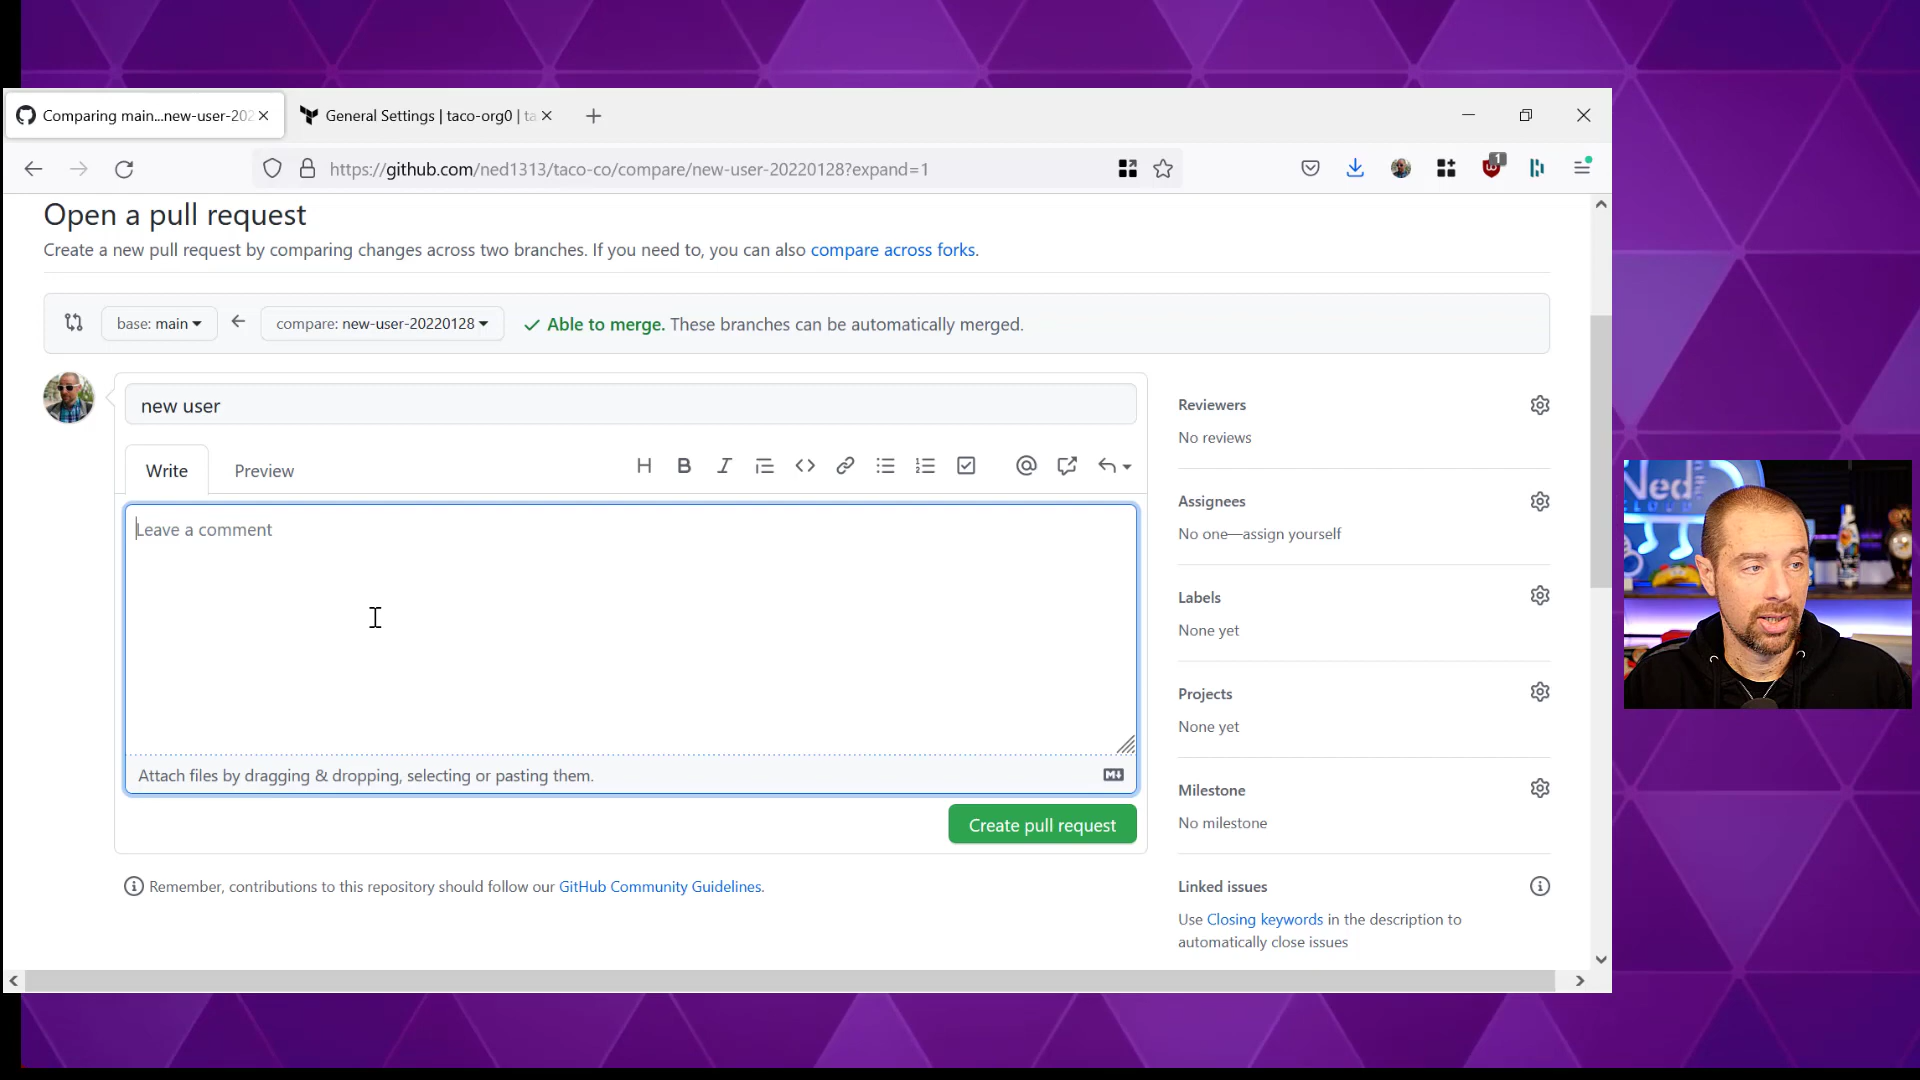 Comparing main...new-user-202
General Settings | taco-org0 | ta
https://github.com/ned1313/taco-co/compare/new-user-20220128?expand=1
1
Open a pull request
Create a new pull request by comparing changes across two branches. If you need to, you can also compare across forks.
base: main
compare: new-user-20220128
Able to merge. These branches can be automatically merged.
new user
Write
Preview
H B I
Leave a comment
Attach files by dragging & dropping, selecting or pasting them.
Create pull request
Remember, contributions to this repository should follow our GitHub Community Guidelines.
Reviewers
No reviews
Assignees
No one—assign yourself
Labels
None yet
Projects
None yet
Milestone
No milestone
Linked issues
Use Closing keywords in the description to
automatically close issues
Ned